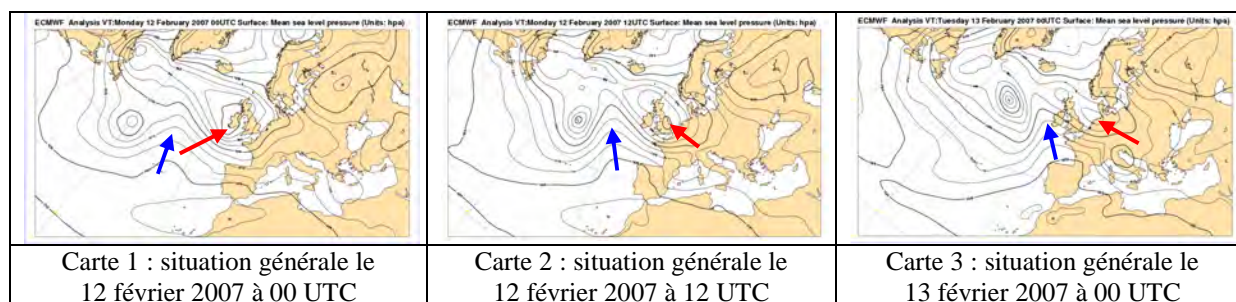 ECMWF Analysis VT:Monday 12 February 2007 00UTC Surface: Mean sea level pressure (Units: hpa)
ECMWF Analysis VT:Monday 12 February 2007 12UTC Surface: Mean sea level pressure (Units: hpa)
ECMWF Analysis VT:Tuesday 13 February 2007 00UTC Surface: Mean sea level pressure (Units: hpa)
Carte 1 : situation générale le
12 février 2007 à 00 UTC
Carte 2 : situation générale le
12 février 2007 à 12 UTC
Carte 3 : situation générale le
13 février 2007 à 00 UTC